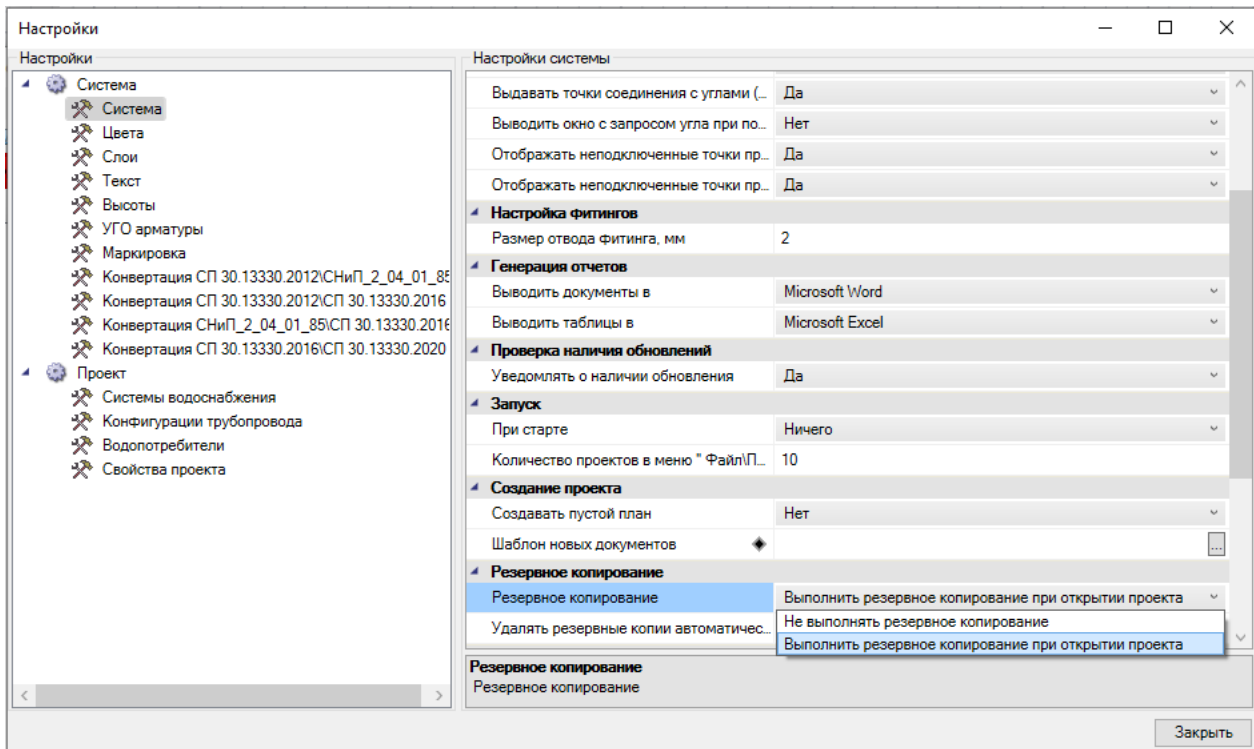 Настройки
Настройки
Система
Система
Цвета
Слои
Текст
Высоты
УГО арматуры
Маркировка
Конвертация СП 30.13330.2012\СНиП_2_04_01_85
Конвертация СП 30.13330.2012\СП 30.13330.2016
Конвертация СНиП_2_04_01_85\СП 30.13330.2016
Конвертация СП 30.13330.2016\СП 30.13330.2020
Проект
Системы водоснабжения
Конфигурации трубопровода
Водопотребители
Свойства проекта
Настройки системы
Выдавать точки соединения с углами (... Да
Выводить окно с запросом угла при по... Нет
Отображать неподключенные точки пр... Да
Отображать неподключенные точки пр... Да
Настройка фитингов
Размер отвода фитинга, мм 2
Генерация отчетов
Выводить документы в Microsoft Word
Выводить таблицы в Microsoft Excel
Проверка наличия обновлений
Уведомлять о наличии обновления Да
Запуск
При старте Ничего
Количество проектов в меню " Файл\П... 10
Создание проекта
Создавать пустой план Нет
Шаблон новых документов ...
Резервное копирование
Резервное копирование Выполнить резервное копирование при открытии проекта
Не выполнять резервное копирование
Удалять резервные копии автоматичес... Выполнить резервное копирование при открытии проекта
Резервное копирование
Резервное копирование
Закрыть